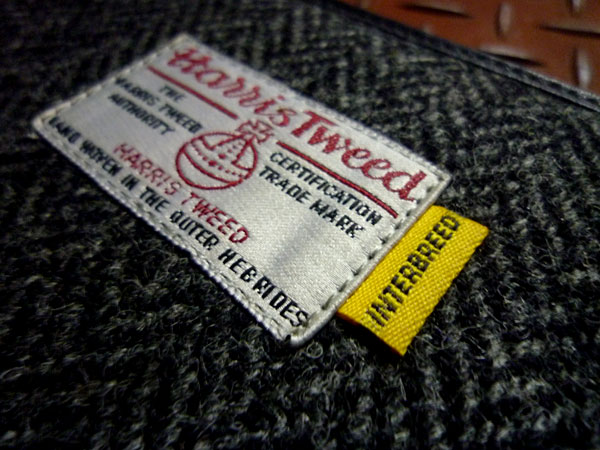 Harris Tweed
THE
HARRIS TWEED
AUTHORITY
CERTIFICATION
TRADE MARK
HARRIS TWEED
HAND WOVEN IN THE OUTER HEBRIDES
INTERBREED